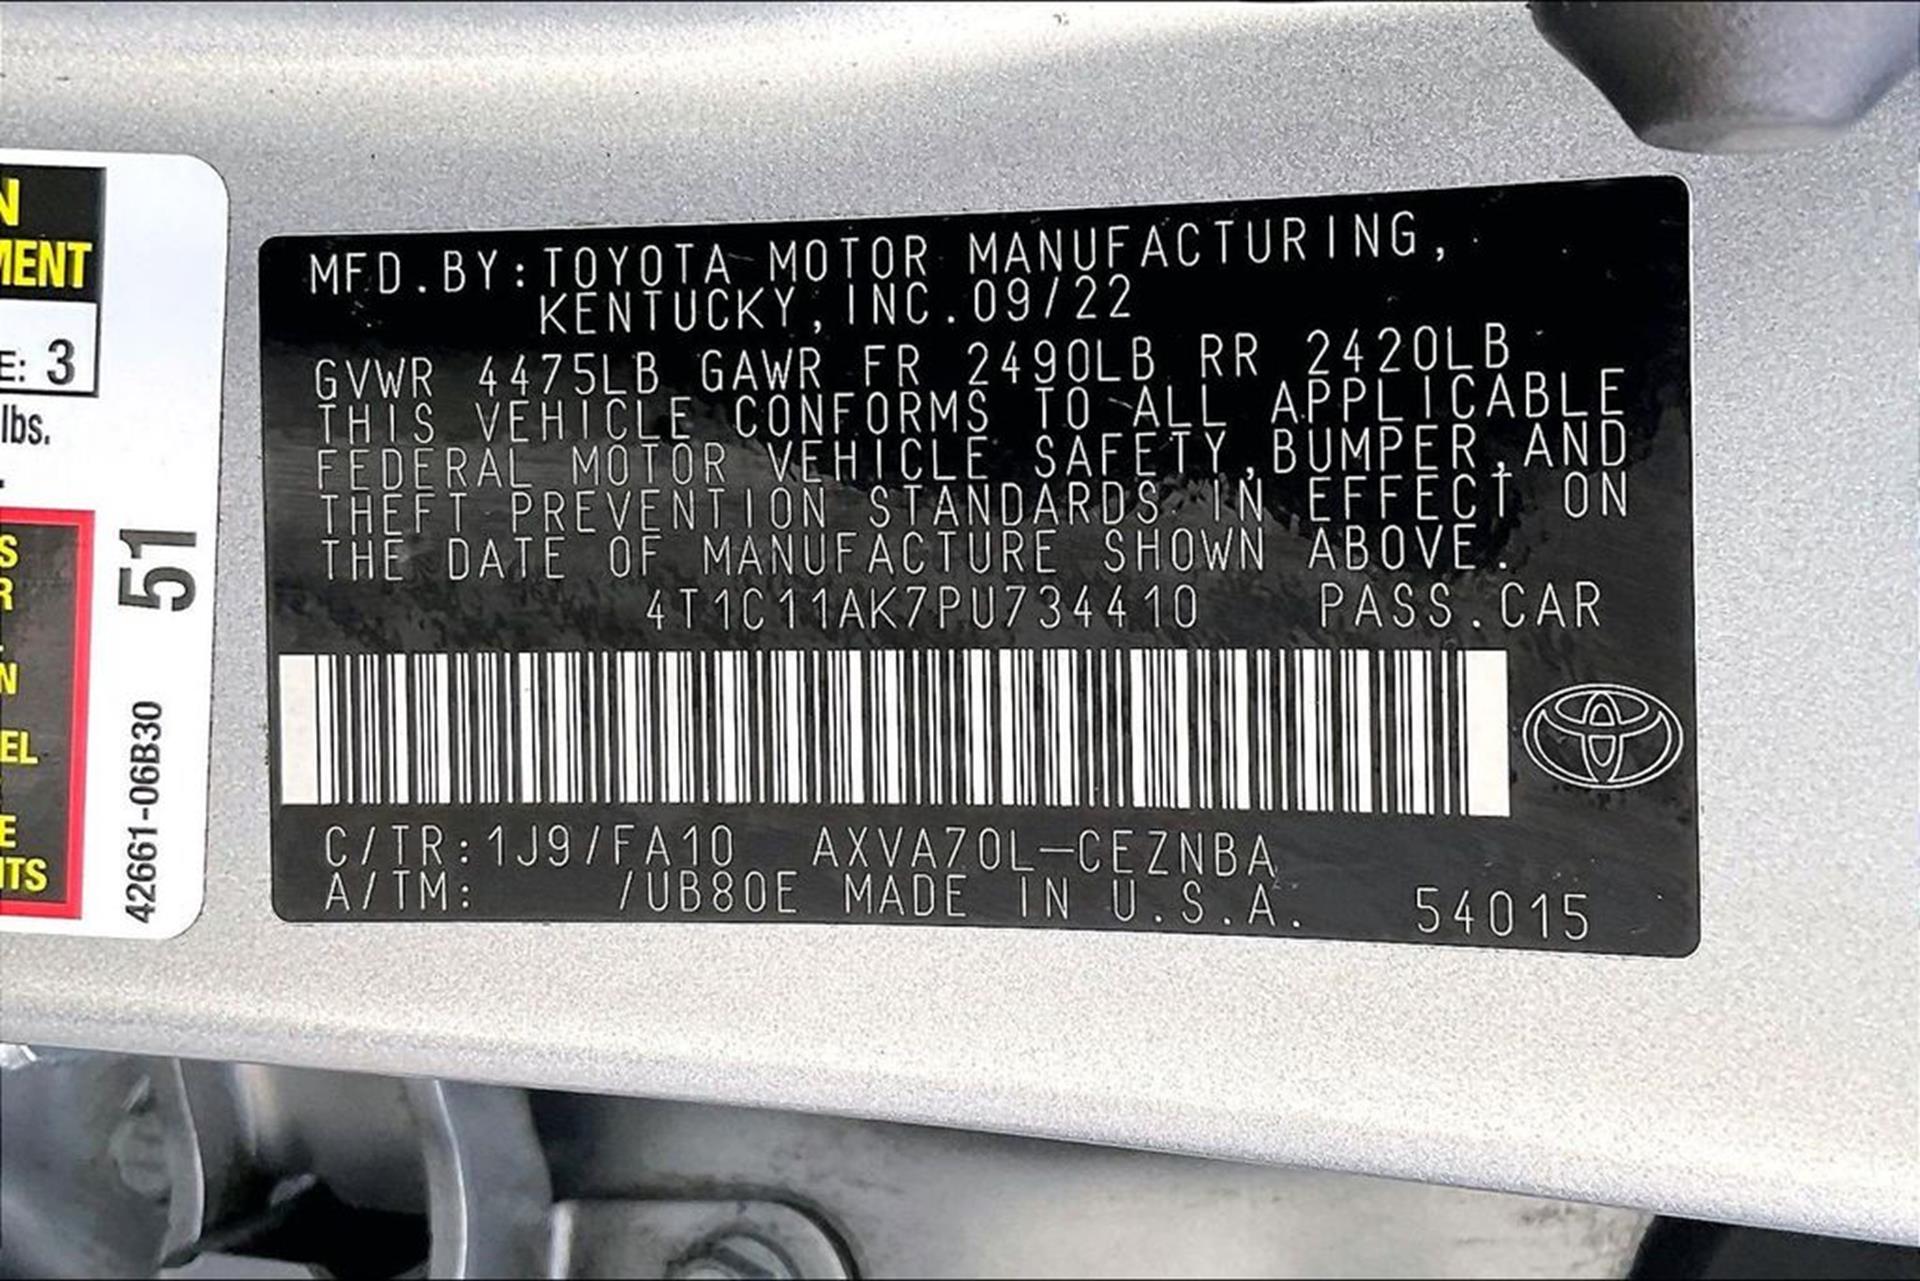 N
MENT
E: 3
lbs.
S
R
N
EL
E
ITS
51
42661-06B30
MFD.BY:TOYOTA MOTOR MANUFACTURING,
KENTUCKY,INC.09/22
GVWR 4475LB GAWR FR 2490LB RR 2420LB
THIS VEHICLE CONFORMS TO ALL APPLICABLE
FEDERAL MOTOR VEHICLE SAFETY,BUMPER,AND
THEFT PREVENTION STANDARDS IN EFFECT ON
THE DATE OF MANUFACTURE SHOWN ABOVE.
4T1C11AK7PU734410 PASS.CAR
C/TR:1J9/FA10 AXVA70L-CEZNBA
A/TM: /UB80E MADE IN U.S.A. 54015